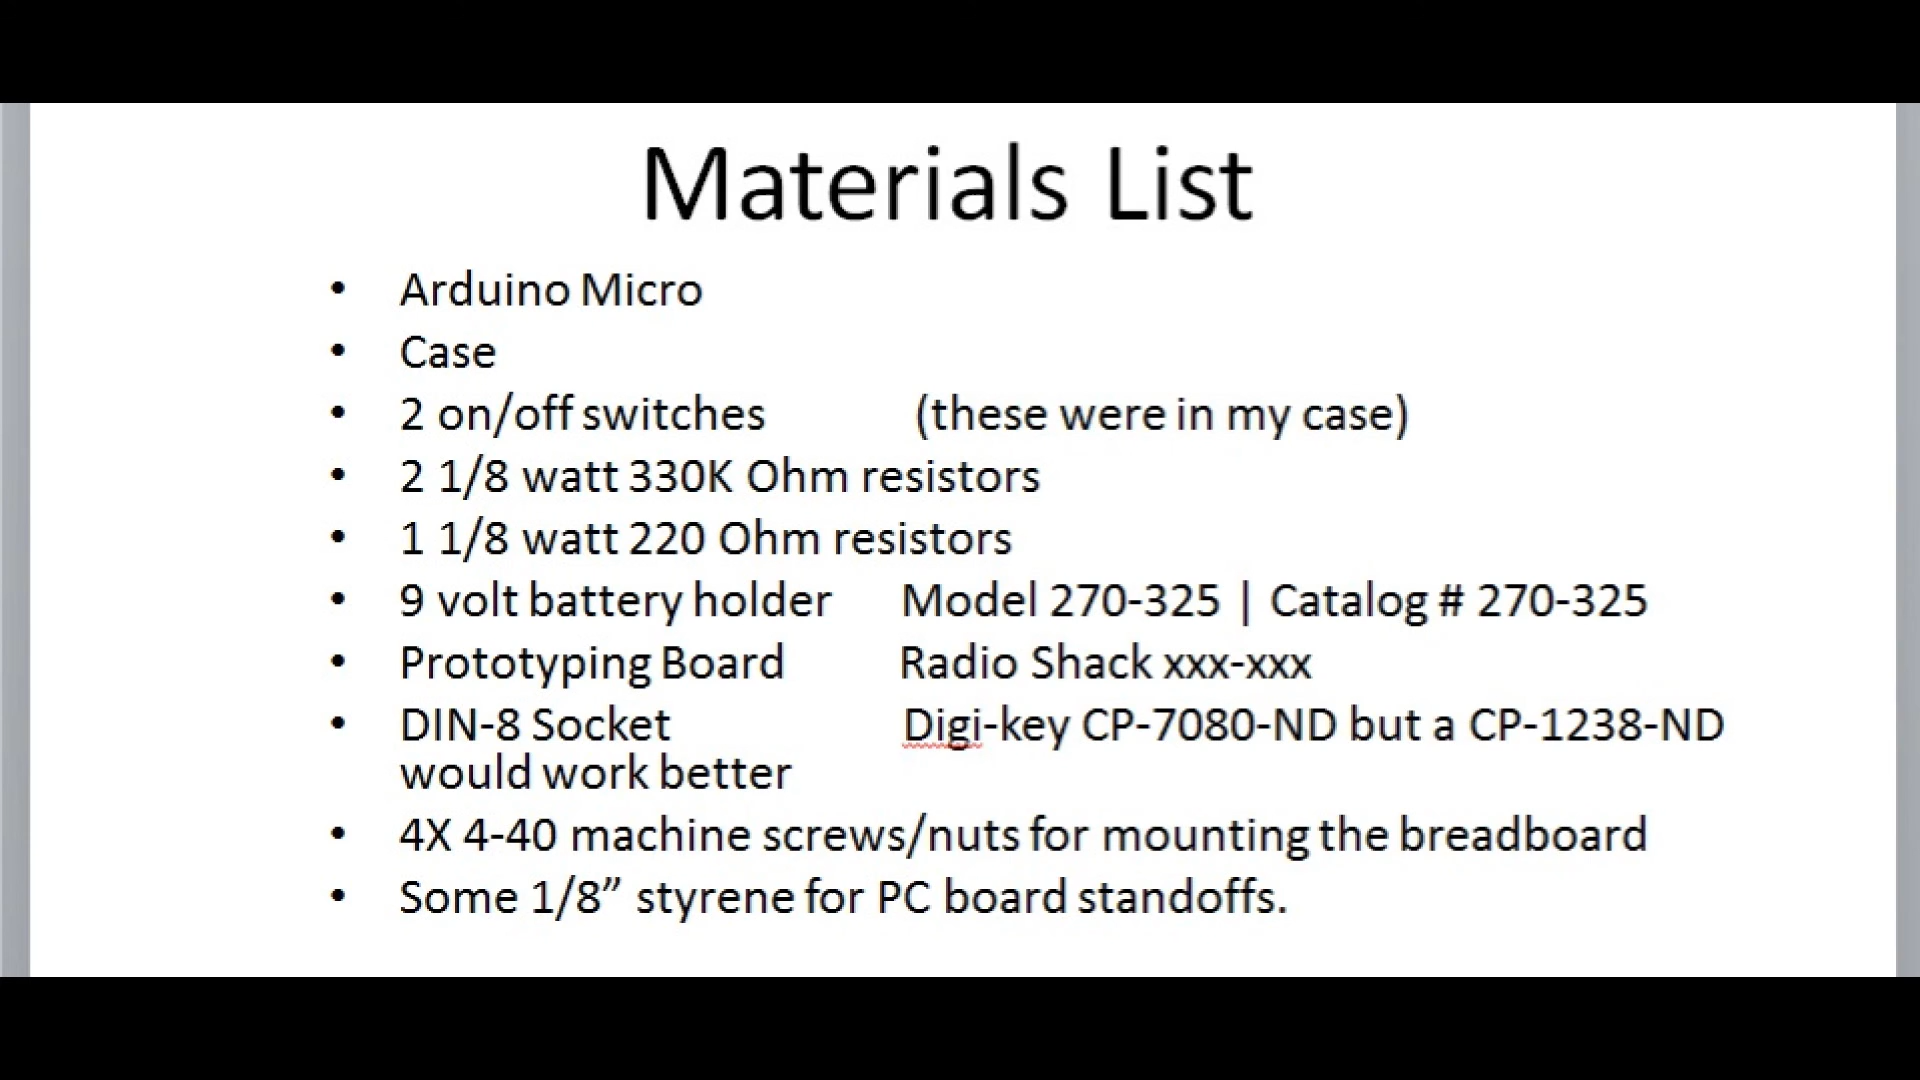 Materials List
• Arduino Micro
• Case
• 2 on/off switches (these were in my case)
• 2 1/8 watt 330K Ohm resistors
• 1 1/8 watt 220 Ohm resistors
• 9 volt battery holder Model 270-325 | Catalog # 270-325
• Prototyping Board Radio Shack xxx-xxx
• DIN-8 Socket Digi-key CP-7080-ND but a CP-1238-ND
would work better
• 4X 4-40 machine screws/nuts for mounting the breadboard
• Some 1/8” styrene for PC board standoffs.